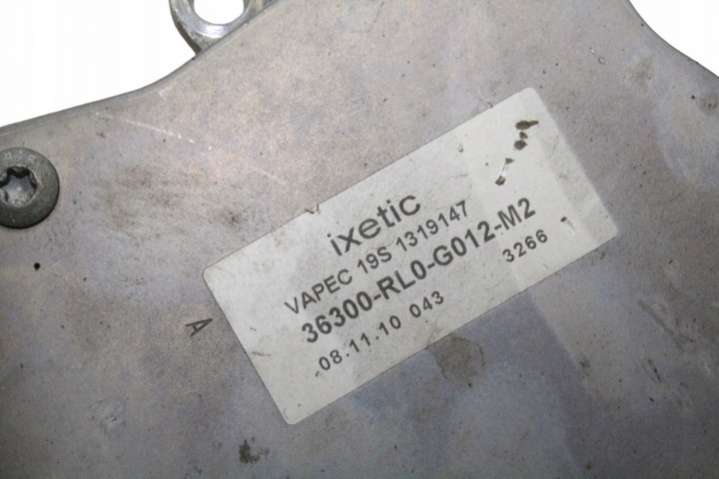 ixetic
VAPEC 19S 1319147
36300-RL0-G012-M2
08.11.10 043 3266
A